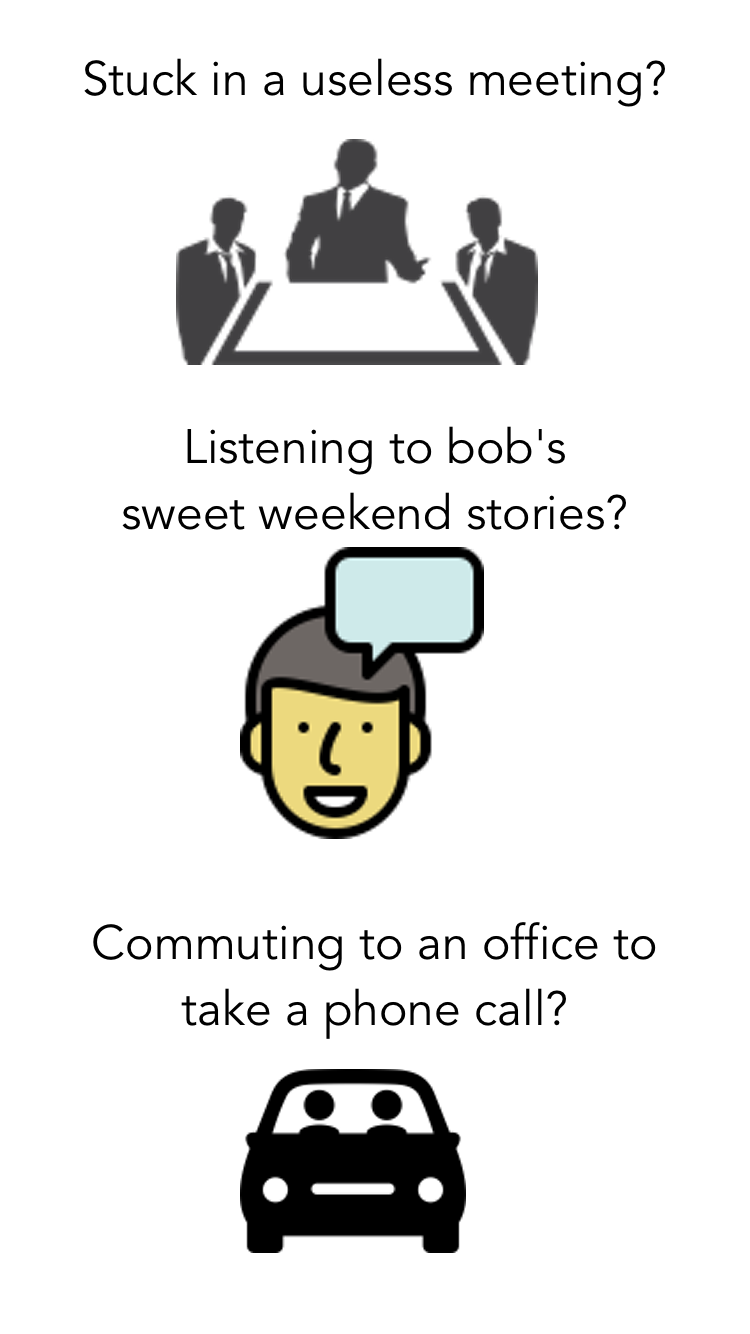 Stuck in a useless meeting?
Listening to bob's
sweet weekend stories?
Commuting to an office to
take a phone call?